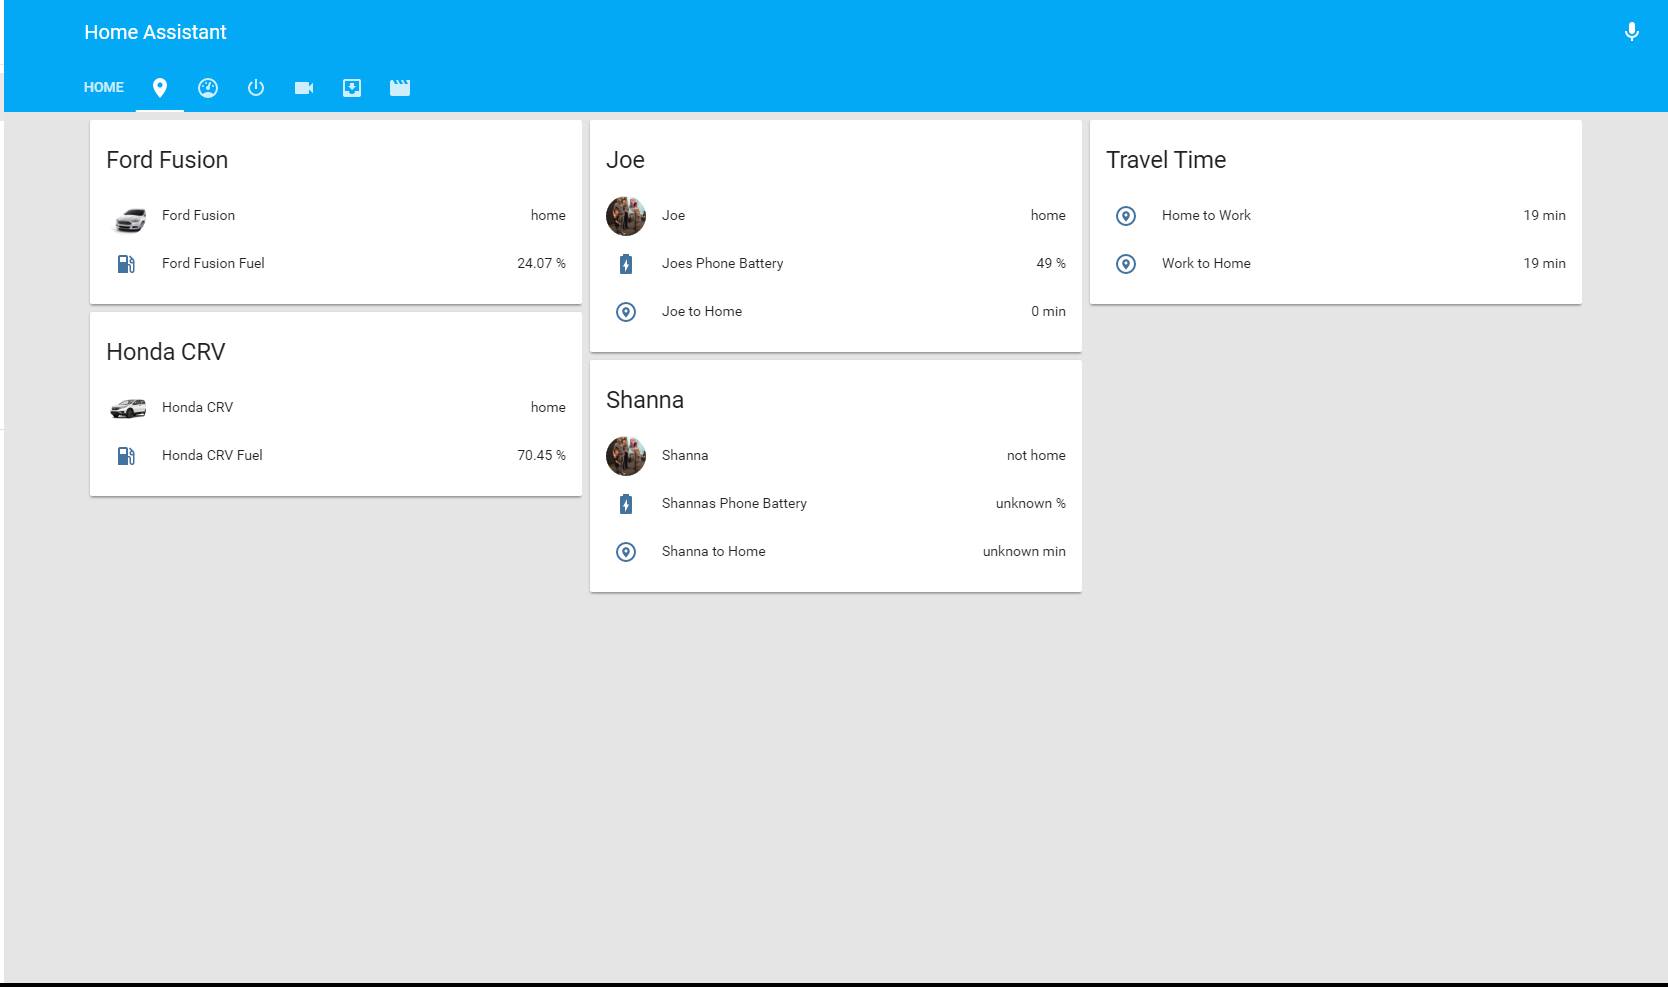 Home Assistant
HOME
Ford Fusion
Ford Fusion home
Ford Fusion Fuel 24.07 %
Honda CRV
Honda CRV home
Honda CRV Fuel 70.45 %
Joe
Joe home
Joes Phone Battery 49 %
Joe to Home 0 min
Shanna
Shanna not home
Shannas Phone Battery unknown %
Shanna to Home unknown min
Travel Time
Home to Work 19 min
Work to Home 19 min